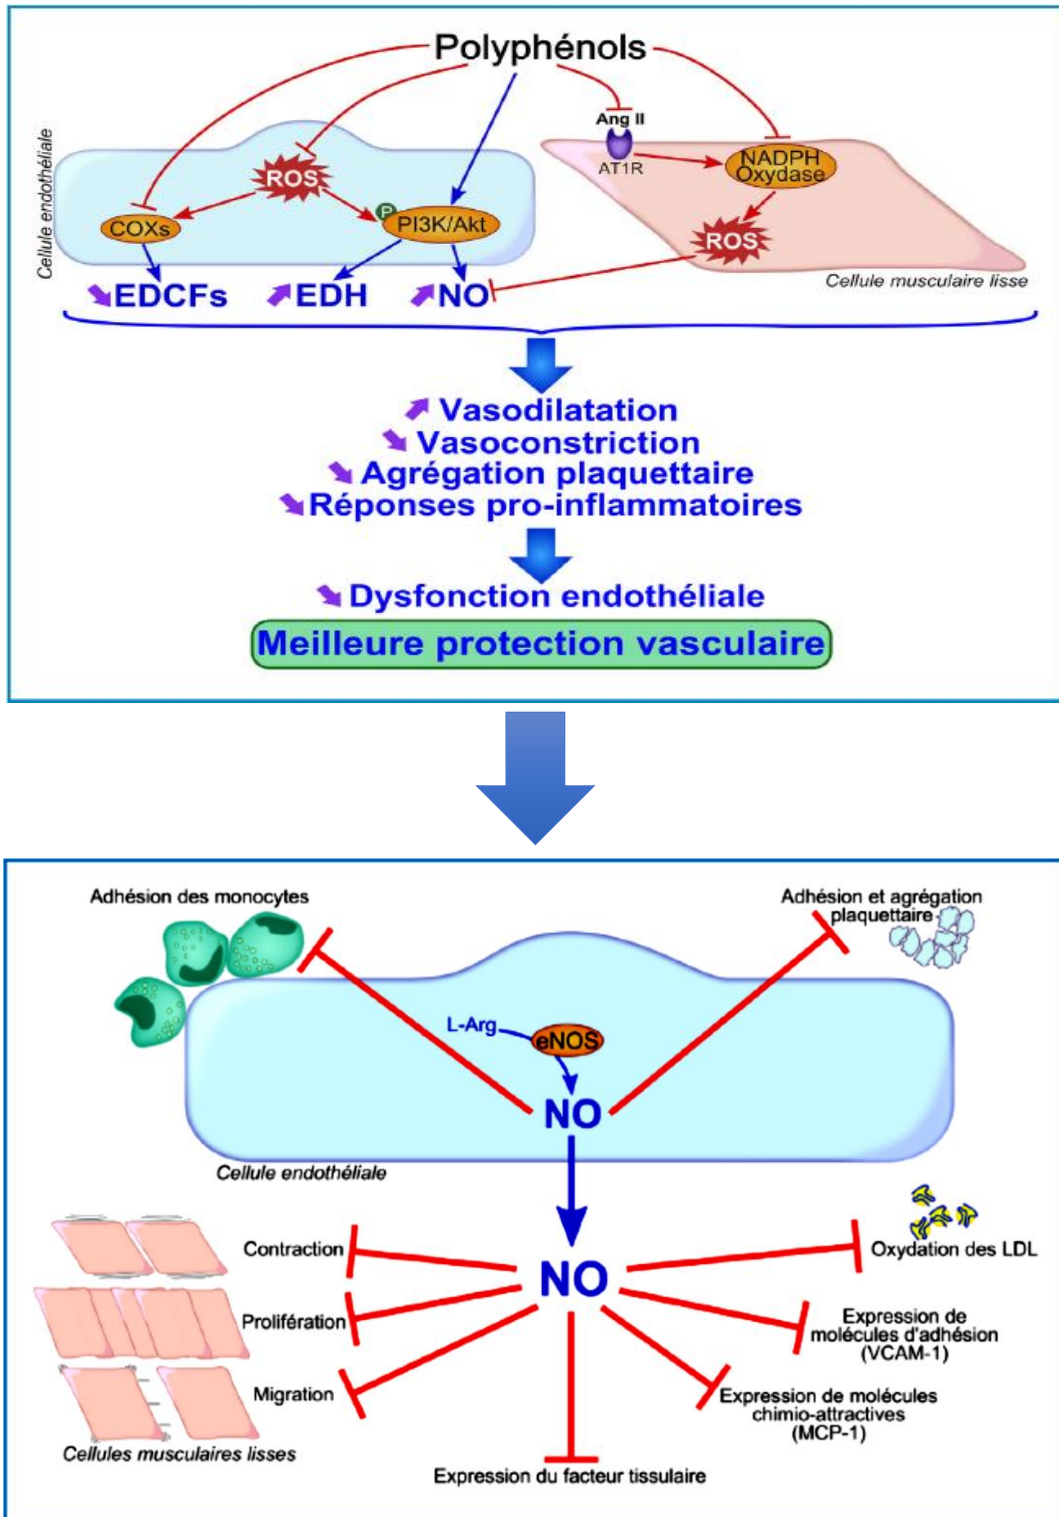 Polyphénols
Cellule endothéliale
Ang II
AT1R
NADPH
Oxydase
ROS
COXs
P
PI3K/Akt
ROS
Cellule musculaire lisse
EDCFs
EDH
NO
Vasodilatation
Vasoconstriction
Agrégation plaquettaire
Réponses pro-inflammatoires
Dysfonction endothéliale
Meilleure protection vasculaire
Adhésion des monocytes
Adhésion et agrégation
plaquettaire
L-Arg
eNOS
NO
Cellule endothéliale
Contraction
NO
Oxydation des LDL
Prolifération
Expression de
molécules d'adhésion
(VCAM-1)
Migration
Expression de molécules
chimio-attractives
(MCP-1)
Cellules musculaires lisses
Expression du facteur tissulaire